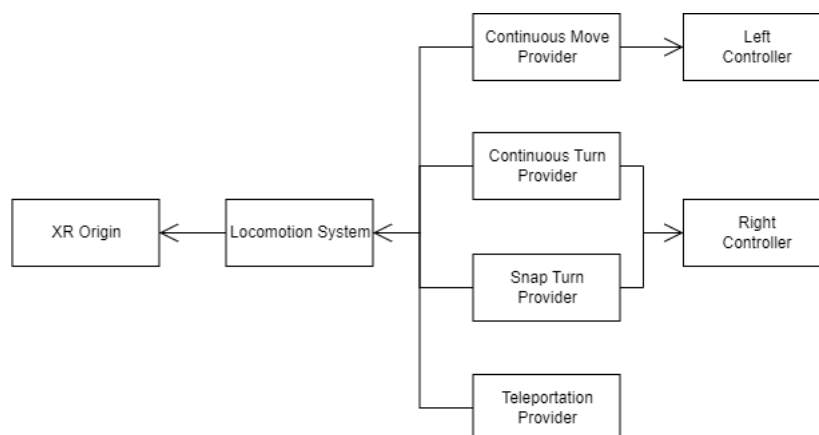 Continuous Move
Provider
Left
Controller
Continuous Turn
Provider
XR Origin
Locomotion System
Right
Controller
Snap Turn
Provider
Teleportation
Provider